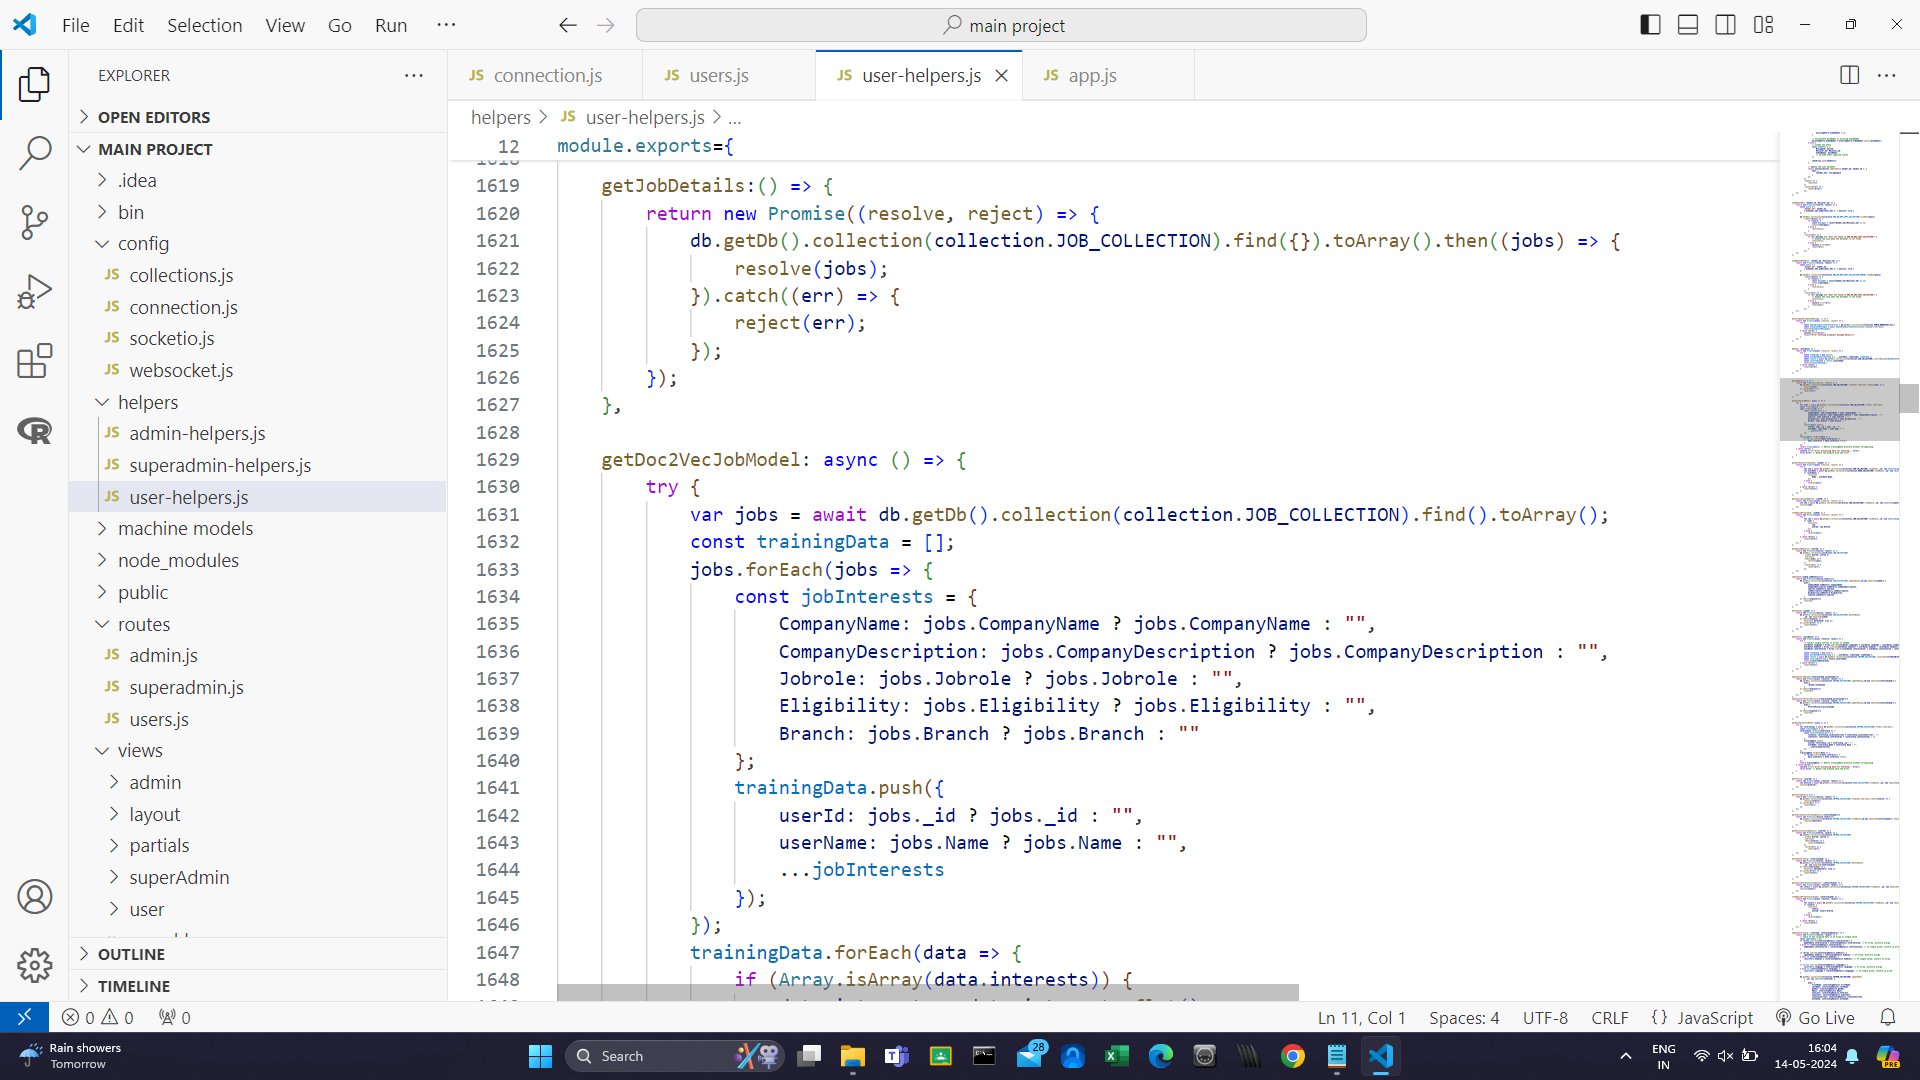 File Edit Selection View Go Run ...
main project
EXPLORER
connection.js
users.js
user-helpers.js
app.js
OPEN EDITORS
MAIN PROJECT
.idea
bin
config
collections.js
connection.js
socketio.js
websocket.js
helpers
admin-helpers.js
superadmin-helpers.js
user-helpers.js
machine models
node_modules
public
routes
admin.js
superadmin.js
users.js
views
admin
layout
partials
superAdmin
user
OUTLINE
TIMELINE
helpers > JS user-helpers.js > ...
12 module.exports={
1618
1619 getJobDetails:() => {
1620 return new Promise((resolve, reject) => {
1621 db.getDb().collection(collection.JOB_COLLECTION).find({}).toArray().then((jobs) => {
1622 resolve(jobs);
1623 }).catch((err) => {
1624 reject(err);
1625 });
1626 });
1627 },
1628
1629 getDoc2VecJobModel: async () => {
1630 try {
1631 var jobs = await db.getDb().collection(collection.JOB_COLLECTION).find().toArray();
1632 const trainingData = [];
1633 jobs.forEach(jobs => {
1634 const jobInterests = {
1635 CompanyName: jobs.CompanyName ? jobs.CompanyName : "",
1636 CompanyDescription: jobs.CompanyDescription ? jobs.CompanyDescription : "",
1637 Jobrole: jobs.Jobrole ? jobs.Jobrole : "",
1638 Eligibility: jobs.Eligibility ? jobs.Eligibility : "",
1639 Branch: jobs.Branch ? jobs.Branch : ""
1640 };
1641 trainingData.push({
1642 userId: jobs._id ? jobs._id : "",
1643 userName: jobs.Name ? jobs.Name : "",
1644 ...jobInterests
1645 });
1646 });
1647 trainingData.forEach(data => {
1648 if (Array.isArray(data.interests)) {
0 0 0
Ln 11, Col 1 Spaces: 4 UTF-8 CRLF {} JavaScript Go Live
Rain showers
Tomorrow
Search
28
ENG
IN
16:04
14-05-2024